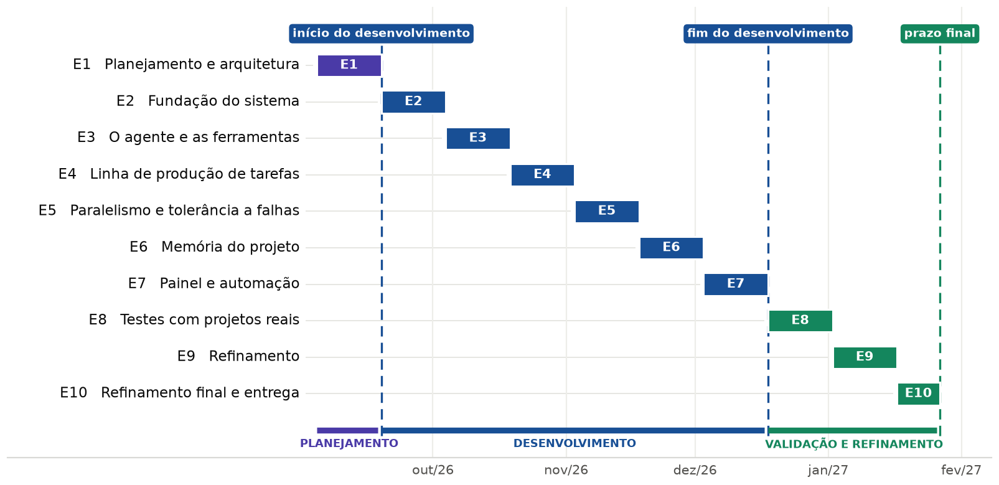 início do desenvolvimento fim do desenvolvimento prazo final
E1 Planejamento e arquitetura E1
E2 Fundação do sistema E2
E3 O agente e as ferramentas E3
E4 Linha de produção de tarefas E4
E5 Paralelismo e tolerância a falhas E5
E6 Memória do projeto E6
E7 Painel e automação E7
E8 Testes com projetos reais E8
E9 Refinamento E9
E10 Refinamento final e entrega E10
PLANEJAMENTO DESENVOLVIMENTO VALIDAÇÃO E REFINAMENTO
out/26 nov/26 dez/26 jan/27 fev/27